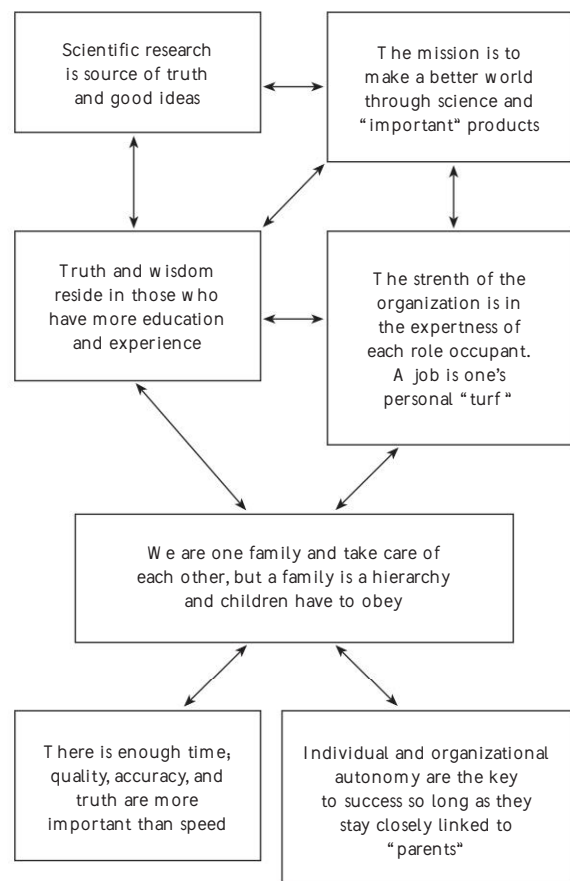 Scientific research
is source of truth
and good ideas
The mission is to
make a better world
through science and
“important” products
Truth and wisdom
reside in those who
have more education
and experience
The strenth of the
organization is in
the expertness of
each role occupant.
A job is one’s
personal “turf”
We are one family and take care of
each other, but a family is a hierarchy
and children have to obey
There is enough time;
quality, accuracy, and
truth are more
important than speed
Individual and organizational
autonomy are the key
to success so long as they
stay closely linked to
“parents”